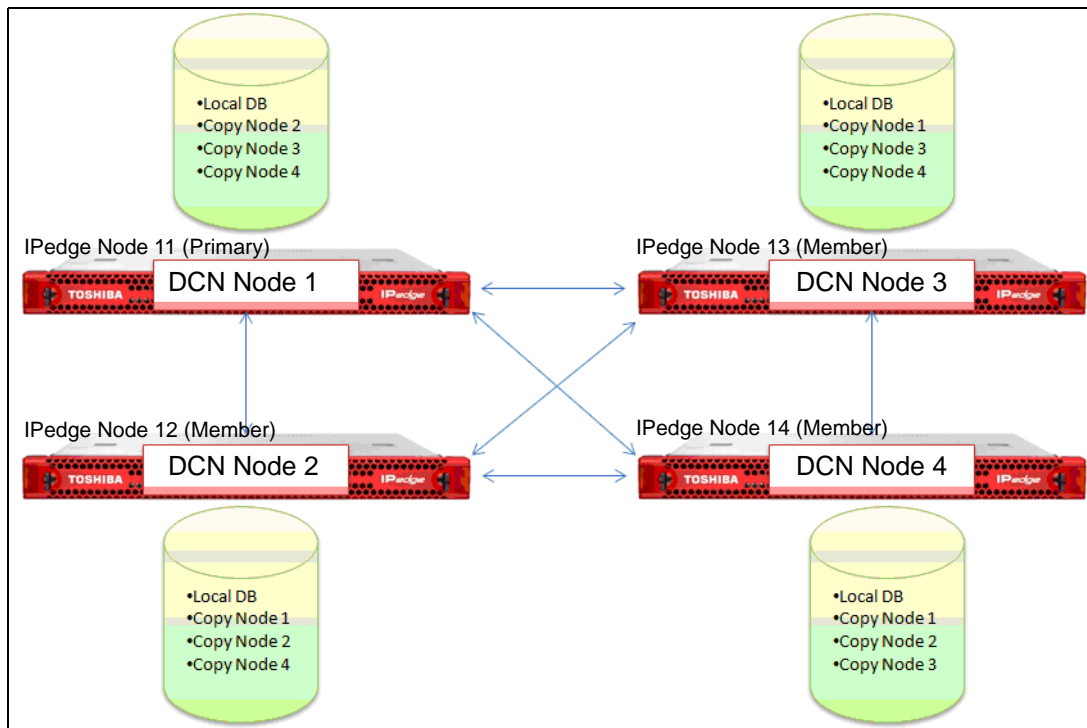 •Local DB
•Copy Node 2
•Copy Node 3
•Copy Node 4
•Local DB
•Copy Node 1
•Copy Node 3
•Copy Node 4
IPedge Node 11 (Primary)
IPedge Node 13 (Member)
TOSHIBA DCN Node 1 IPedge
TOSHIBA DCN Node 3 IPedge
IPedge Node 12 (Member)
IPedge Node 14 (Member)
TOSHIBA DCN Node 2 IPedge
TOSHIBA DCN Node 4 IPedge
•Local DB
•Copy Node 1
•Copy Node 2
•Copy Node 4
•Local DB
•Copy Node 1
•Copy Node 2
•Copy Node 3